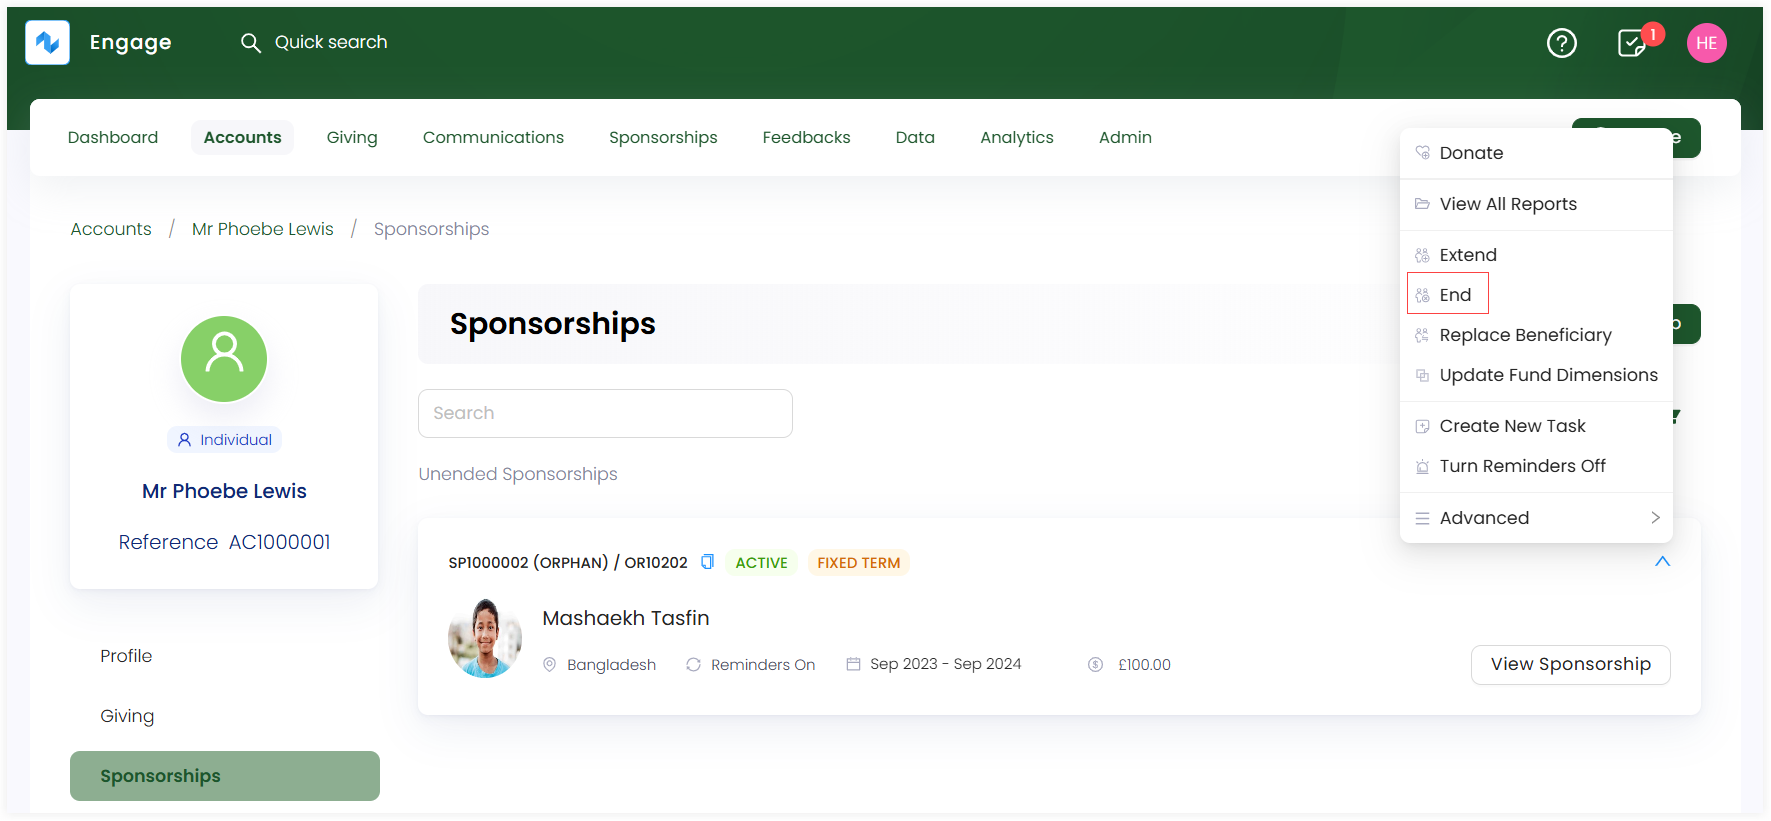 Engage
Quick search
1
HE
Dashboard
Accounts
Giving
Communications
Sponsorships
Feedbacks
Data
Analytics
Admin
Donate
View All Reports
Extend
End
Replace Beneficiary
Update Fund Dimensions
Create New Task
Turn Reminders Off
Advanced
Accounts / Mr Phoebe Lewis / Sponsorships
Individual
Mr Phoebe Lewis
Reference AC1000001
Profile
Giving
Sponsorships
Sponsorships
Search
Unended Sponsorships
SP1000002 (ORPHAN) / OR10202 ACTIVE FIXED TERM
Mashaekh Tasfin
Bangladesh Reminders On Sep 2023 - Sep 2024 £100.00
View Sponsorship